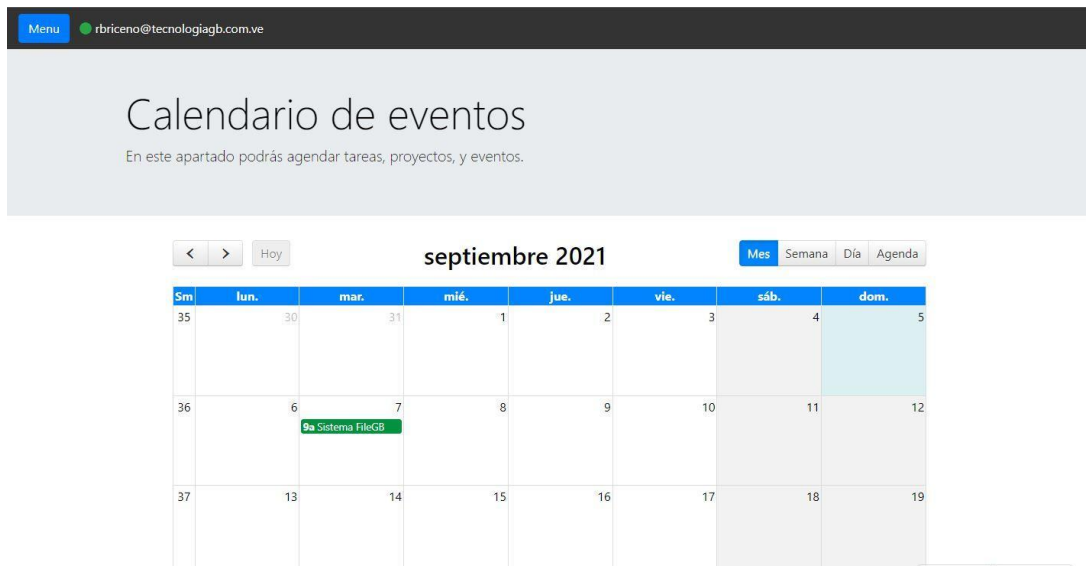 Menu rbriceno@tecnologiagb.com.ve
Calendario de eventos
En este apartado podrás agendar tareas, proyectos, y eventos.
Hoy septiembre 2021 Mes Semana Día Agenda
Sm lun. mar. mié. jue. vie. sáb. dom.
35 30 31 1 2 3 4 5
36 6 7 8 9 10 11 12
9a Sistema FileGB
37 13 14 15 16 17 18 19